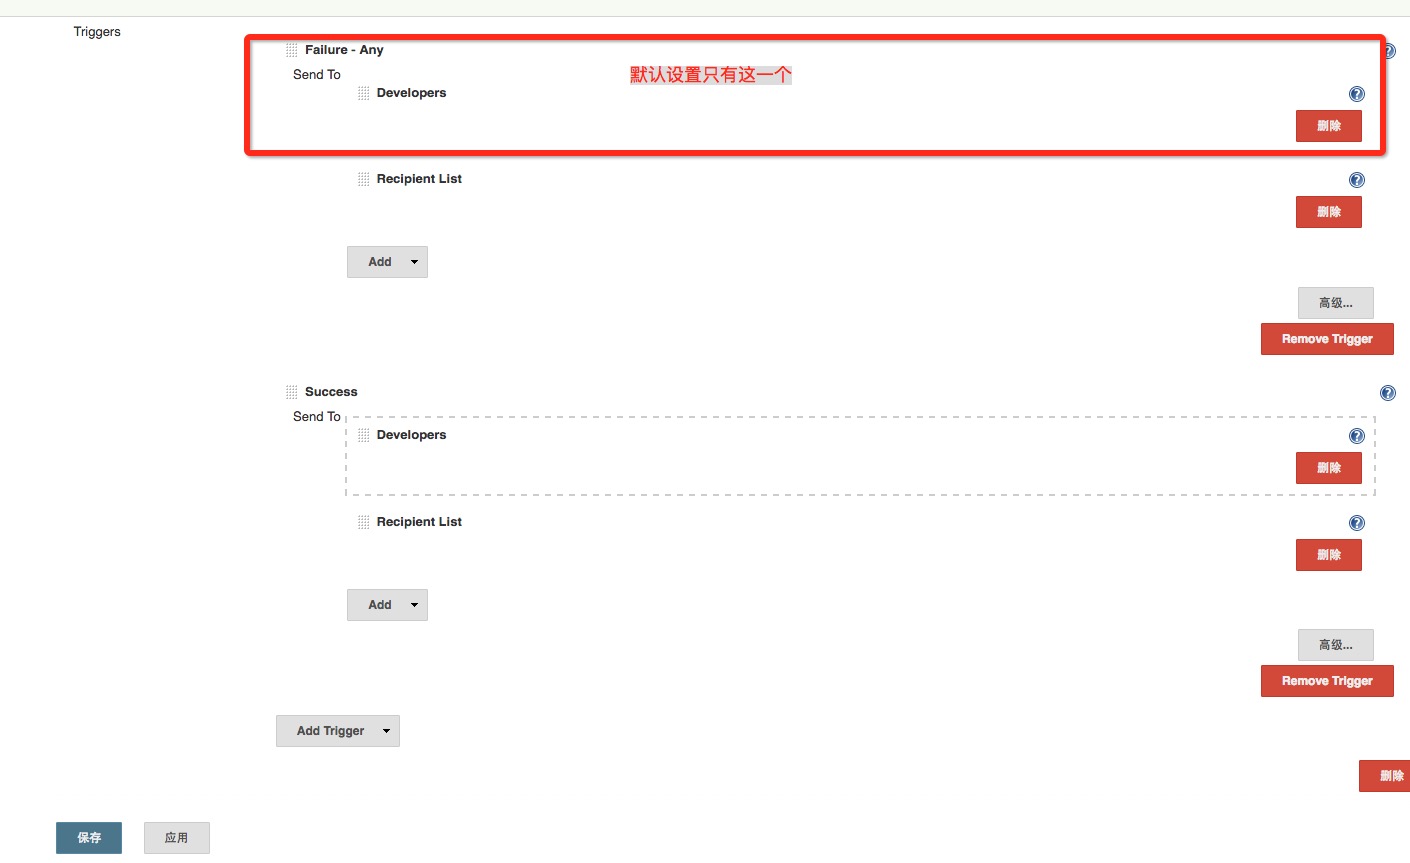 Triggers
Failure - Any
Send To
默认设置只有这一个
Developers
删除
Recipient List
删除
Add
高级...
Remove Trigger
Success
Send To
Developers
删除
Recipient List
删除
Add
高级...
Remove Trigger
Add Trigger
删除
保存
应用